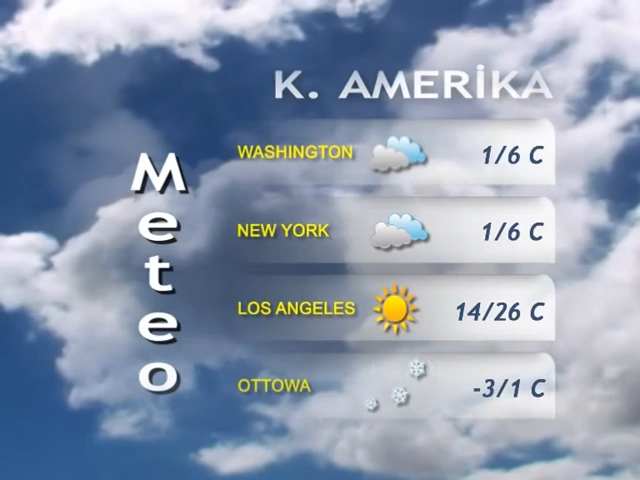 K. AMERİKA
Meteo
WASHINGTON 1/6 C
NEW YORK 1/6 C
LOS ANGELES 14/26 C
OTTOWA -3/1 C